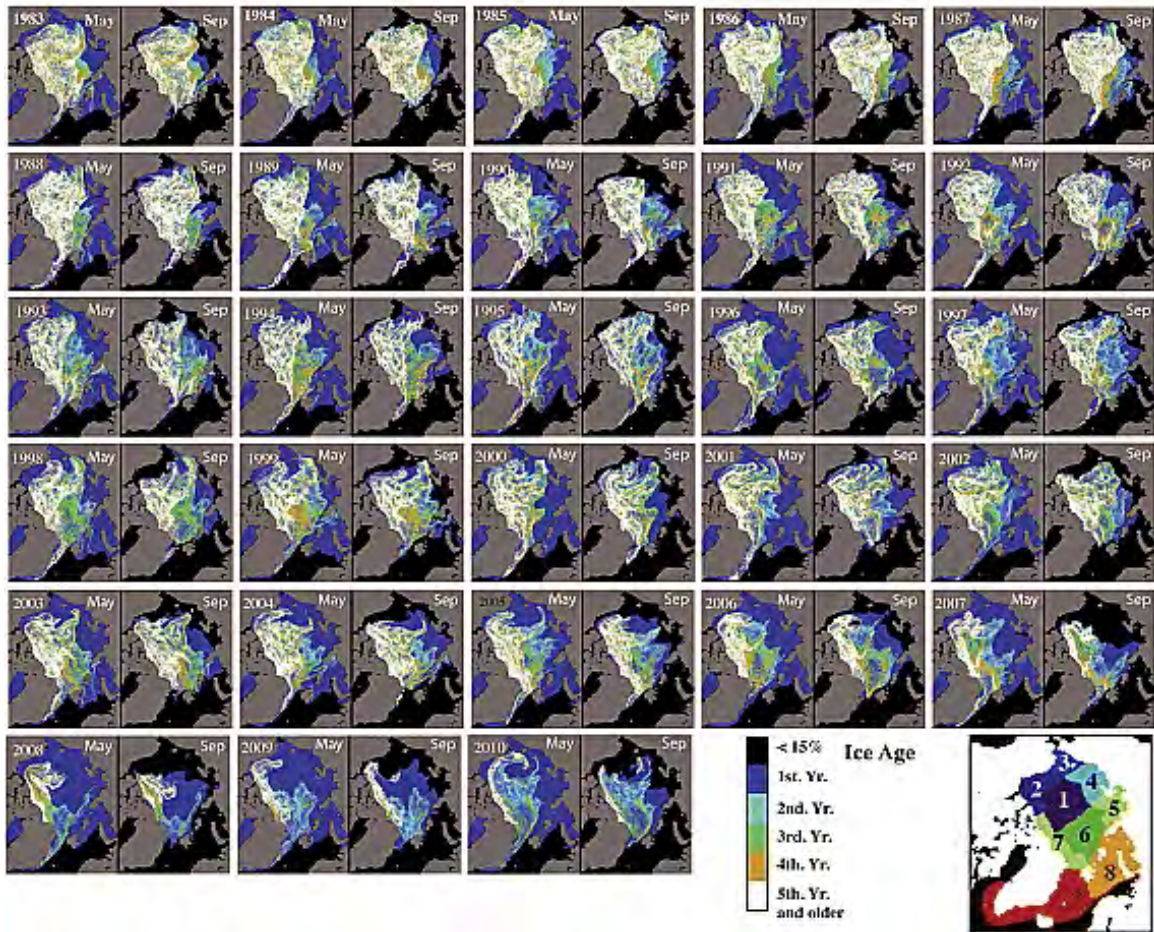 1983 May Sep 1984 May Sep 1985 May Sep 1986 May Sep 1987 May Sep
1988 May Sep 1989 May Sep 1990 May Sep 1991 May Sep 1992 May Sep
1993 May Sep 1994 May Sep 1995 May Sep 1996 May Sep 1997 May Sep
1998 May Sep 1999 May Sep 2000 May Sep 2001 May Sep 2002 May Sep
2003 May Sep 2004 May Sep 2005 May Sep 2006 May Sep 2007 May Sep
2008 May Sep 2009 May Sep 2010 May Sep
< 15% Ice Age
1st. Yr.
2nd. Yr.
3rd. Yr.
4th. Yr.
5th. Yr.
and older
3
2 4
1 5
7 6
8